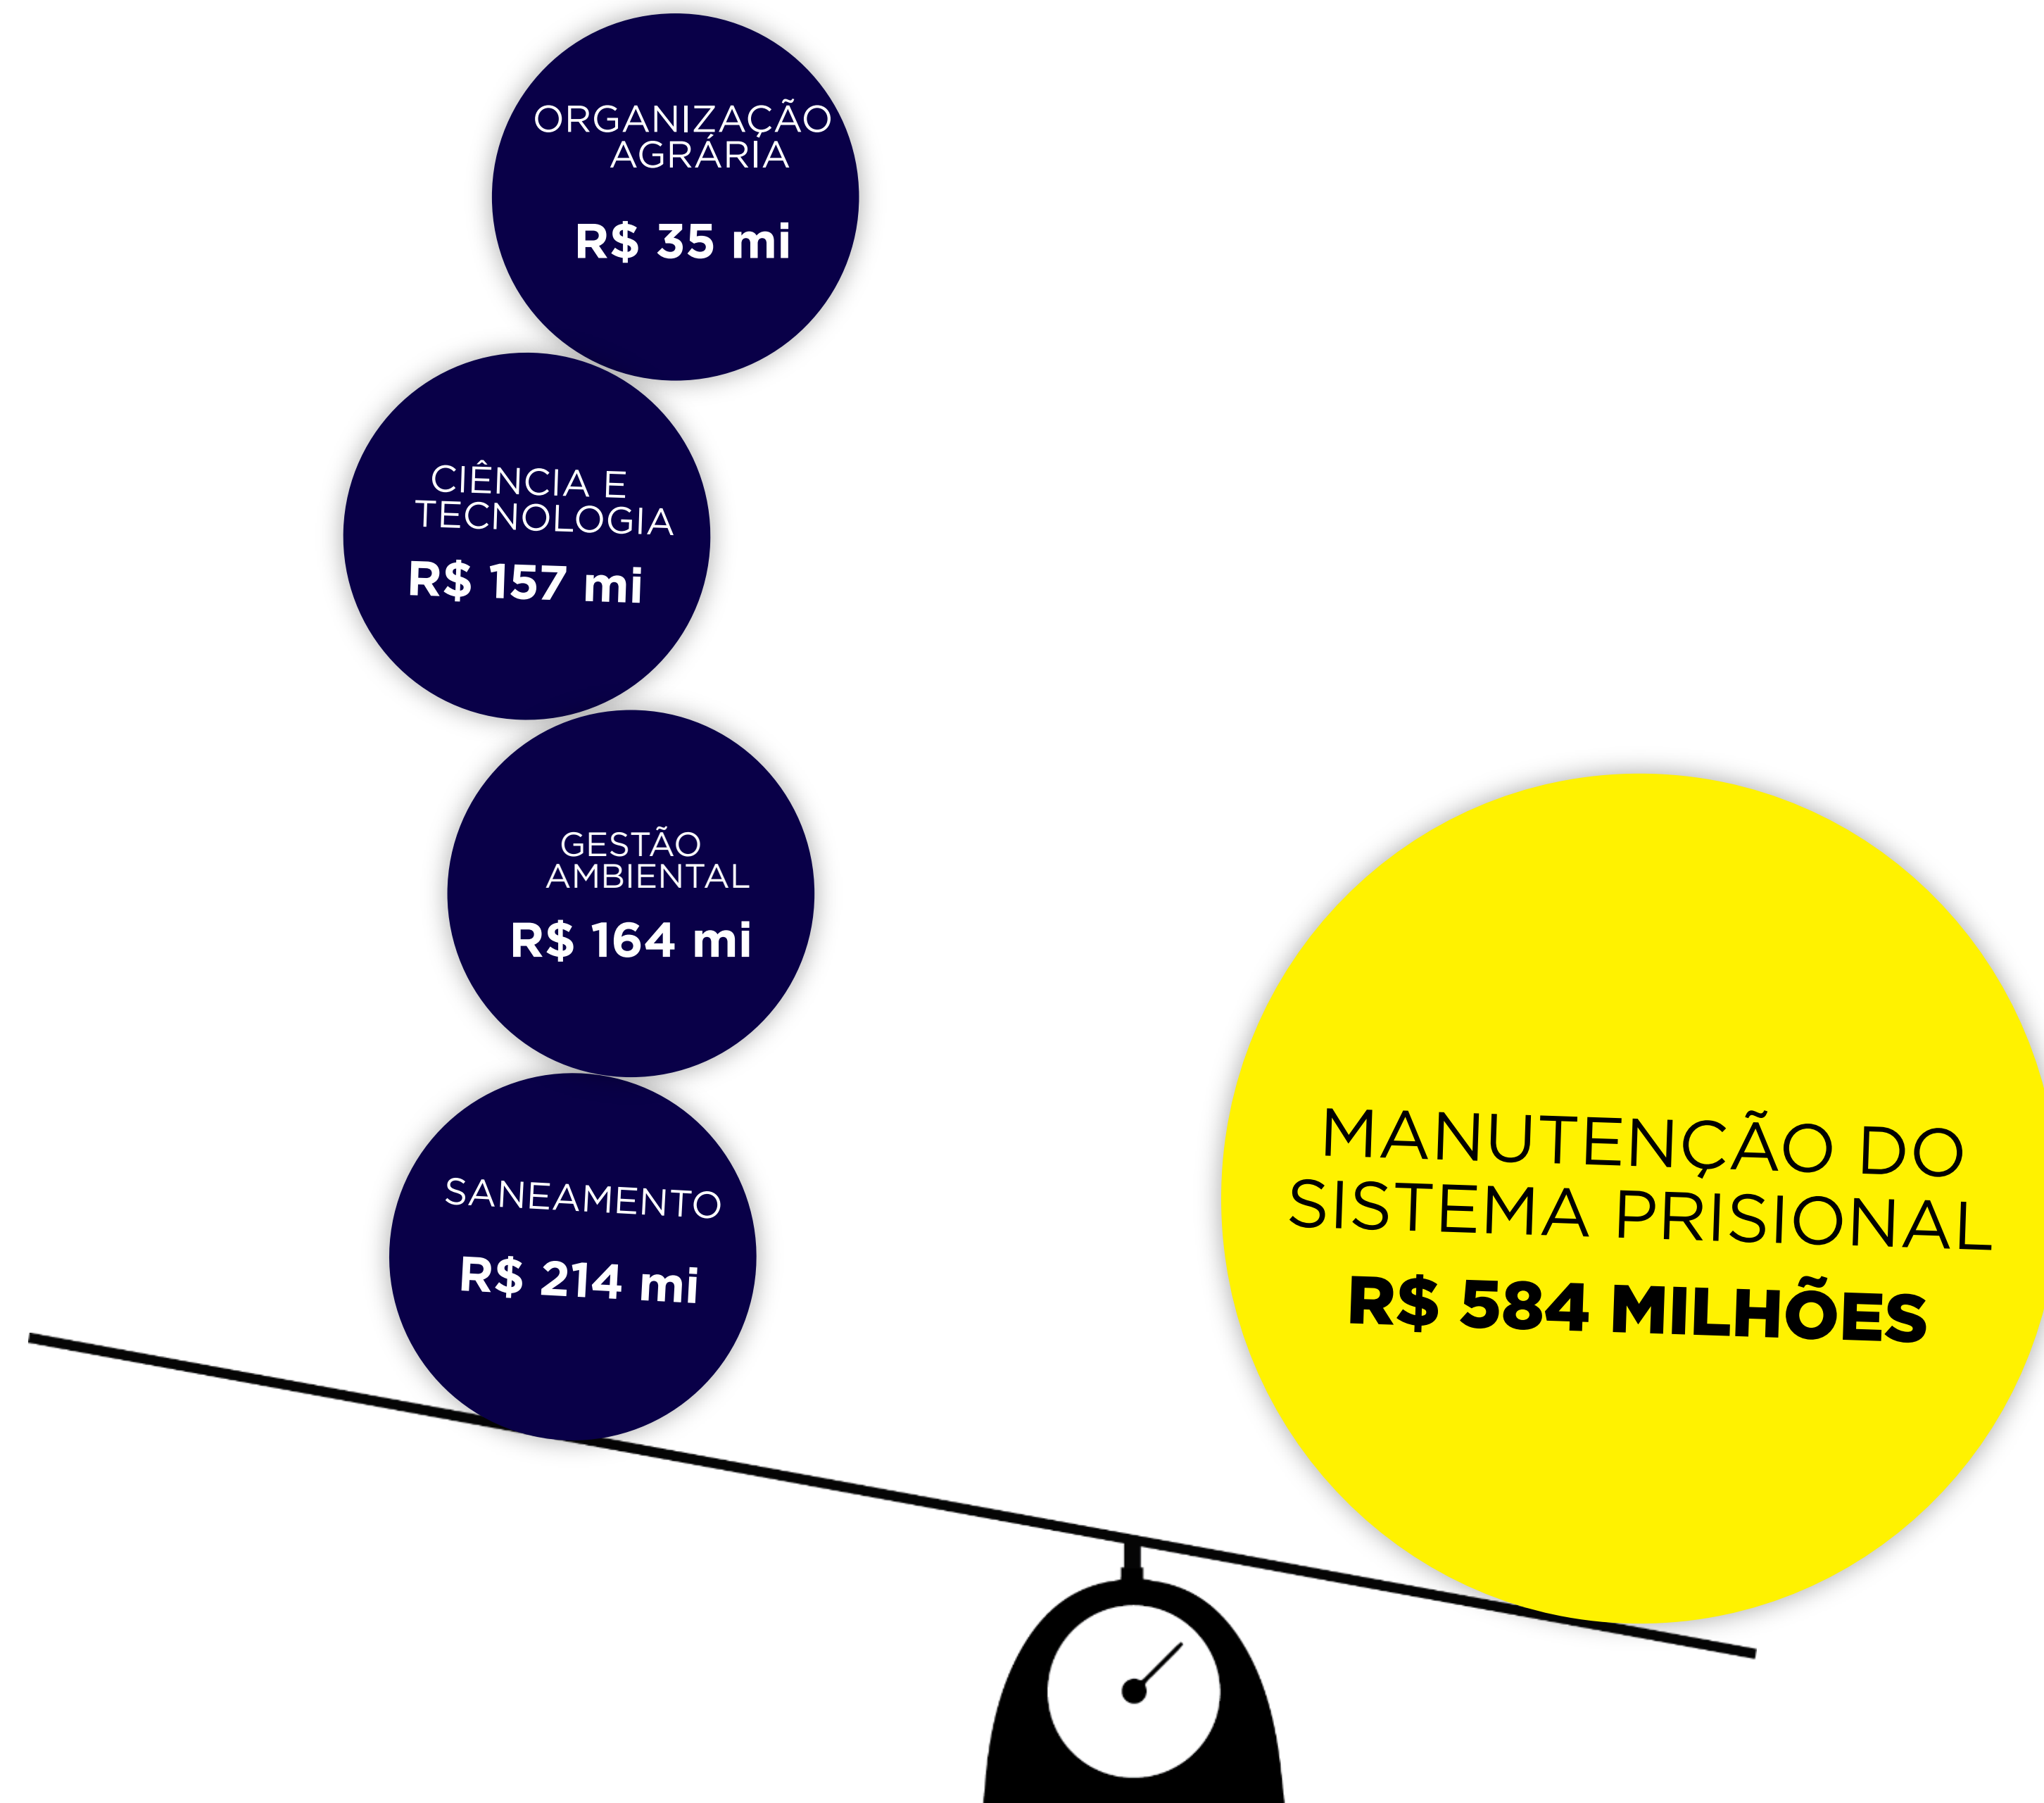 ORGANIZAÇÃO
AGRÁRIA
R$ 35 mi
CIÊNCIA E
TECNOLOGIA
R$ 157 mi
GESTÃO
AMBIENTAL
R$ 164 mi
SANEAMENTO
R$ 214 mi
MANUTENÇÃO DO
SISTEMA PRISIONAL
R$ 584 MILHÕES